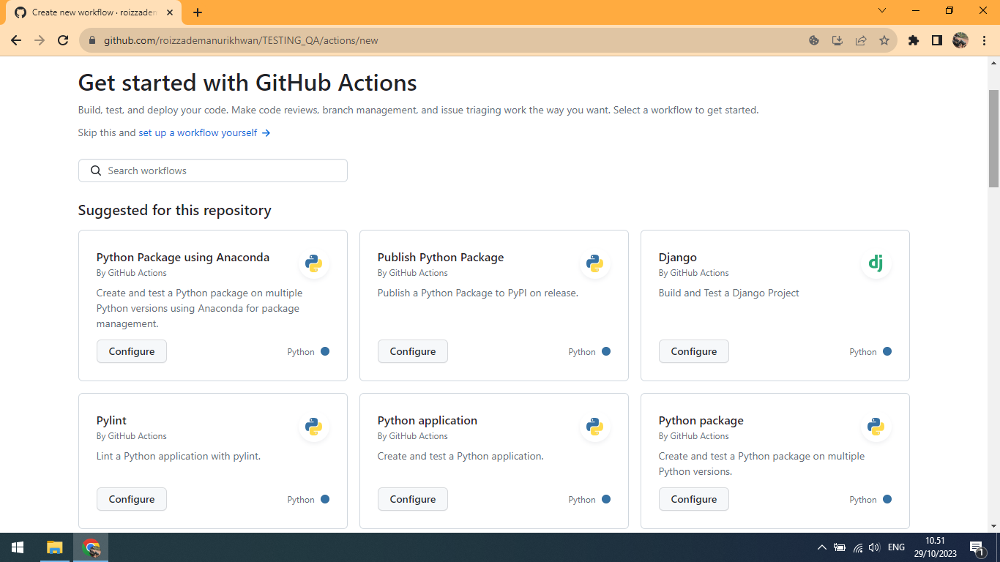 Create new workflow · roizzadem
github.com/roizzademanurikhwan/TESTING_QA/actions/new
Get started with GitHub Actions
Build, test, and deploy your code. Make code reviews, branch management, and issue triaging work the way you want. Select a workflow to get started.
Skip this and set up a workflow yourself →
Search workflows
Suggested for this repository
Python Package using Anaconda
By GitHub Actions
Create and test a Python package on multiple
Python versions using Anaconda for package
management.
Configure
Python
Publish Python Package
By GitHub Actions
Publish a Python Package to PyPI on release.
Configure
Python
Django
By GitHub Actions
dj
Build and Test a Django Project
Configure
Python
Pylint
By GitHub Actions
Lint a Python application with pylint.
Configure
Python
Python application
By GitHub Actions
Create and test a Python application.
Configure
Python
Python package
By GitHub Actions
Create and test a Python package on multiple
Python versions.
Configure
Python
ENG
10.51
29/10/2023
1